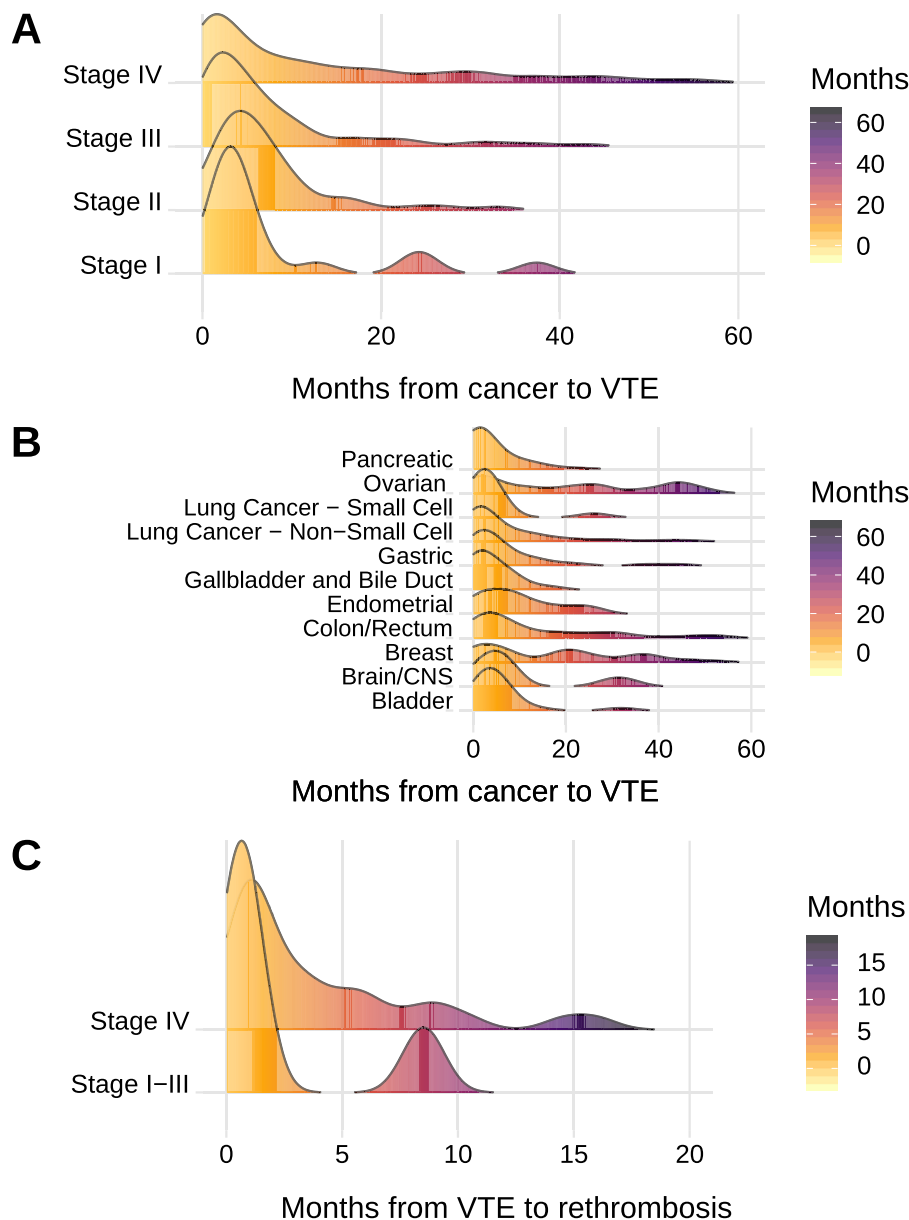 A
Stage IV
Stage III
Stage II
Stage I
0 20 40 60
Months from cancer to VTE
Months
60
40
20
0
B
Pancreatic
Ovarian
Lung Cancer − Small Cell
Lung Cancer − Non−Small Cell
Gastric
Gallbladder and Bile Duct
Endometrial
Colon/Rectum
Breast
Brain/CNS
Bladder
0 20 40 60
Months from cancer to VTE
Months
60
40
20
0
C
Stage IV
Stage I−III
0 5 10 15 20
Months from VTE to rethrombosis
Months
15
10
5
0